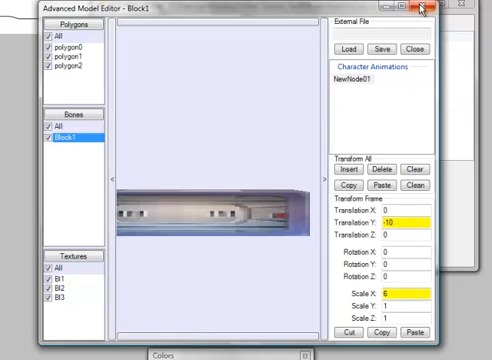 Advanced Model Editor - Block1
Polygons
All
polygon0
polygon1
polygon2
Bones
All
Block1
Textures
All
Bl1
Bl2
Bl3
<
>
External File
Load Save Close
Character Animations
NewNode01
Transform All
Insert Delete Clear
Copy Paste Clean
Transform Frame
Translation X: 0
Translation Y: -10
Translation Z: 0
Rotation X: 0
Rotation Y: 0
Rotation Z: 0
Scale X: 6
Scale Y: 1
Scale Z: 1
Cut Copy Paste
Colors